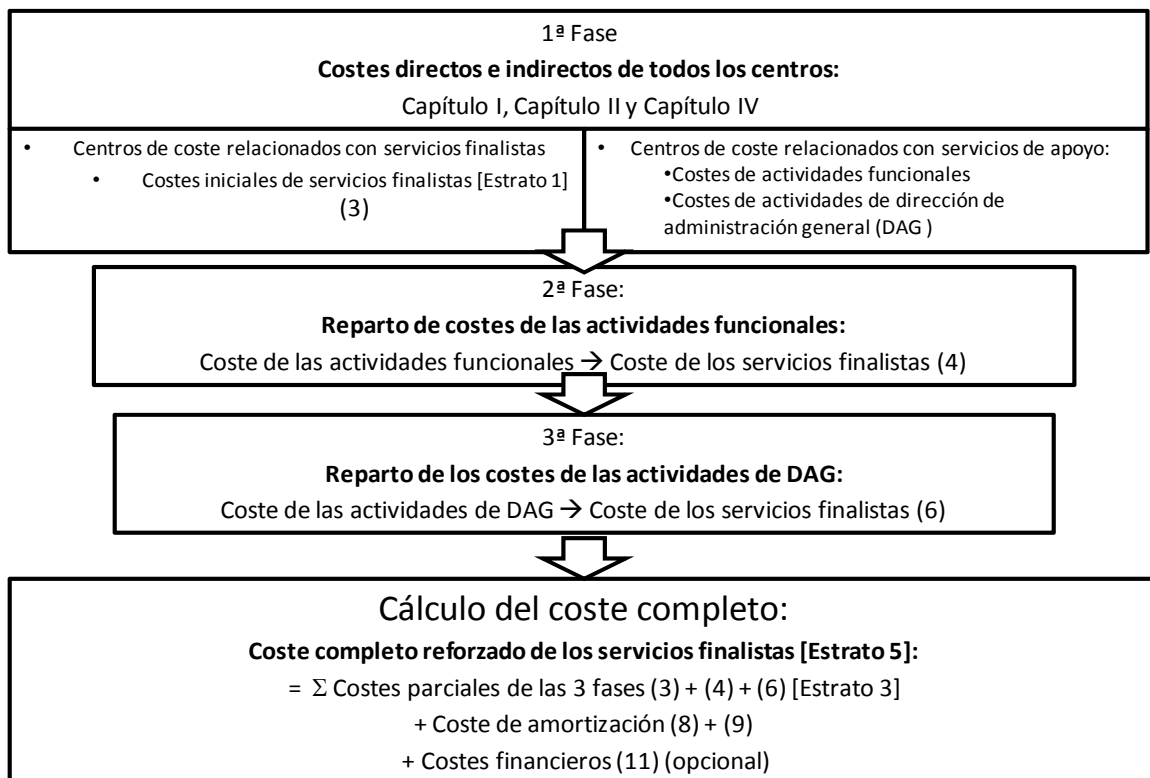 1ª Fase
Costes directos e indirectos de todos los centros:
Capítulo I, Capítulo II y Capítulo IV
• Centros de coste relacionados con servicios finalistas
• Costes iniciales de servicios finalistas [Estrato 1]
(3)
• Centros de coste relacionados con servicios de apoyo:
•Costes de actividades funcionales
•Costes de actividades de dirección de
administración general (DAG )
2ª Fase:
Reparto de costes de las actividades funcionales:
Coste de las actividades funcionales → Coste de los servicios finalistas (4)
3ª Fase:
Reparto de los costes de las actividades de DAG:
Coste de las actividades de DAG → Coste de los servicios finalistas (6)
Cálculo del coste completo:
Coste completo reforzado de los servicios finalistas [Estrato 5]:
= Σ Costes parciales de las 3 fases (3) + (4) + (6) [Estrato 3]
+ Coste de amortización (8) + (9)
+ Costes financieros (11) (opcional)